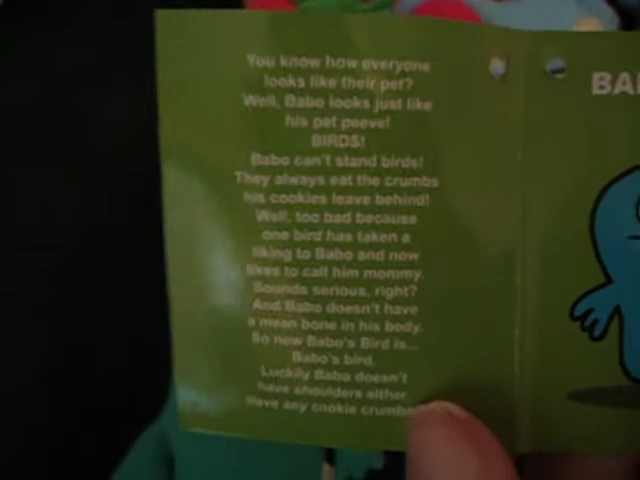 You know how everyone
looks like their pet?
Well, Babo looks just like
his pet peeve!
BIRDS!
Babo can't stand birds!
They always eat the crumbs
his cookies leave behind!
Well, too bad because
one bird has taken a
liking to Babo and now
likes to call him mommy.
Sounds serious, right?
And Babo doesn't have
a mean bone in his body.
So now Babo's Bird is...
Babo's bird.
Luckily Babo doesn't
have shoulders either
Have any cookie crumbs